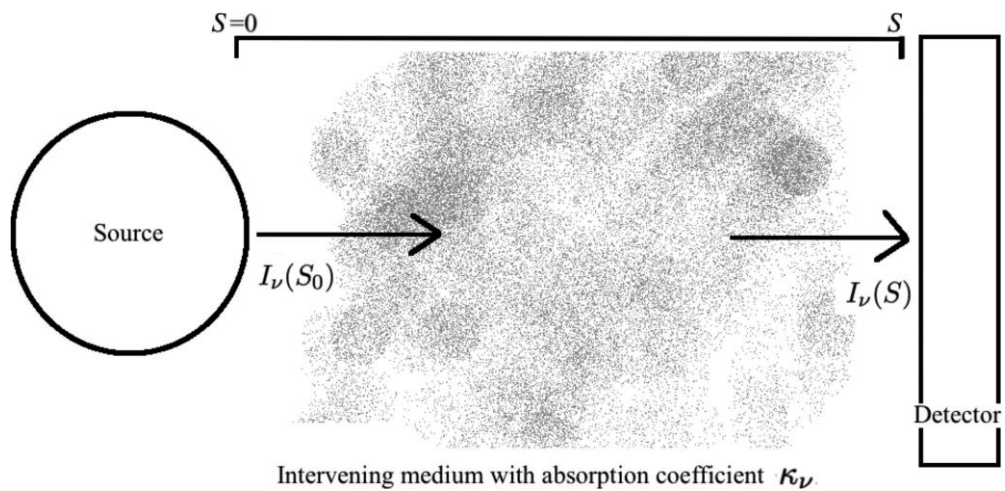 S=0
S
Source
I_ν(S_0)
I_ν(S)
Detector
Intervening medium with absorption coefficient κ_ν